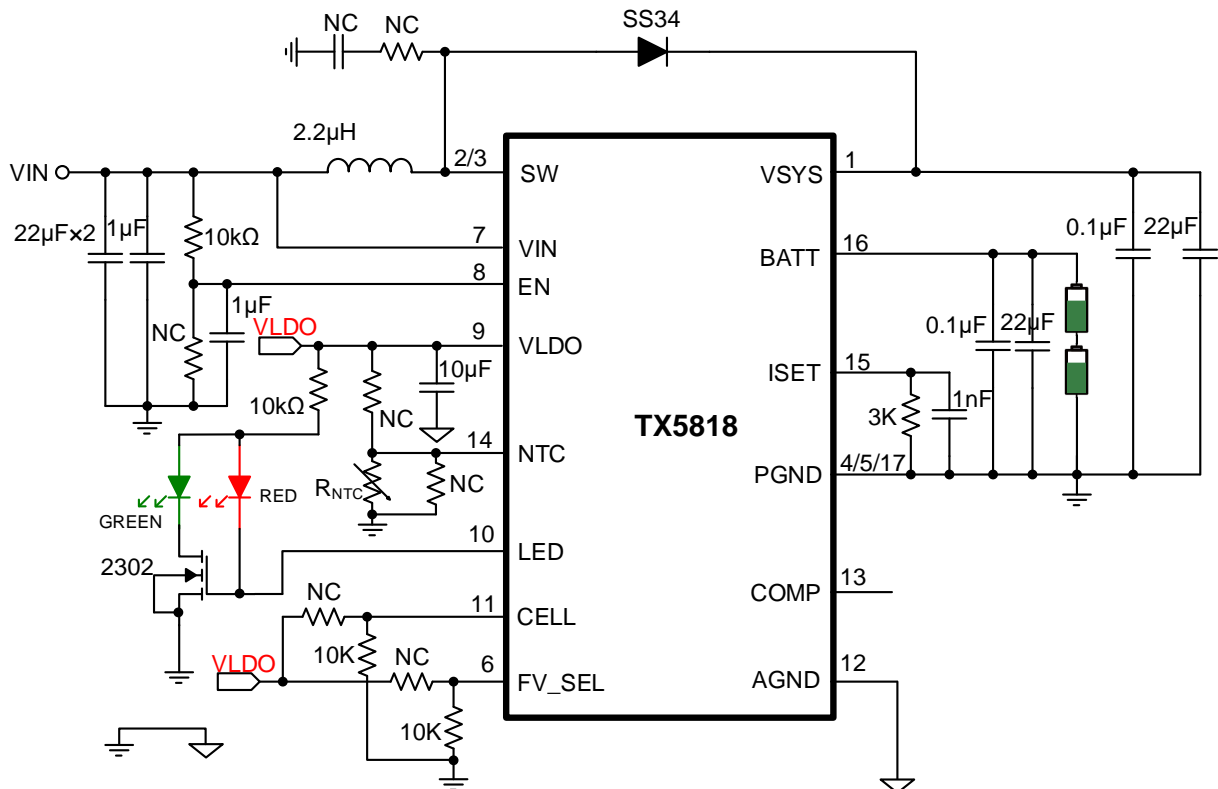 NC
NC
SS34
2.2µH
2/3
1
VIN
SW
VSYS
22µF×2
1µF
10kΩ
0.1µF
22µF
7
VIN
16
BATT
8
EN
NC
1µF
VLDO
9
VLDO
0.1µF
22µF
10kΩ
10µF
NC
15
ISET
3K
1nF
TX5818
14
NTC
RNTC
NC
4/5/17
PGND
GREEN
RED
10
LED
2302
NC
11
CELL
13
COMP
10K
VLDO
NC
6
FV_SEL
12
AGND
10K